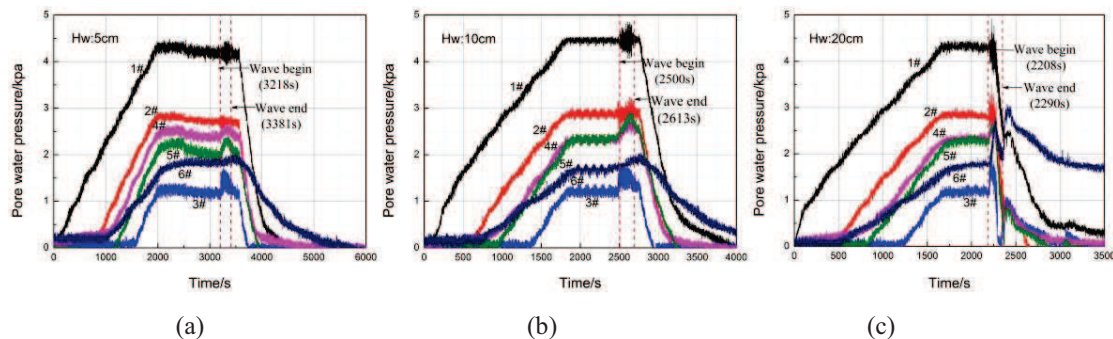 Hw:5cm
Pore water pressure/kpa
5
4
3
2
1
0
1#
2#
4#
5#
6#
3#
Wave begin
(3218s)
Wave end
(3381s)
0 1000 2000 3000 4000 5000 6000
Time/s
(a)
Hw:10cm
Pore water pressure/kpa
5
4
3
2
1
0
1#
2#
4#
5#
6#
3#
Wave begin
(2500s)
Wave end
(2613s)
0 500 1000 1500 2000 2500 3000 3500 4000
Time/s
(b)
Hw:20cm
Pore water pressure/kpa
5
4
3
2
1
0
1#
2#
4#
5#
6#
3#
Wave begin
(2208s)
Wave end
(2290s)
0 500 1000 1500 2000 2500 3000 3500
Time/s
(c)